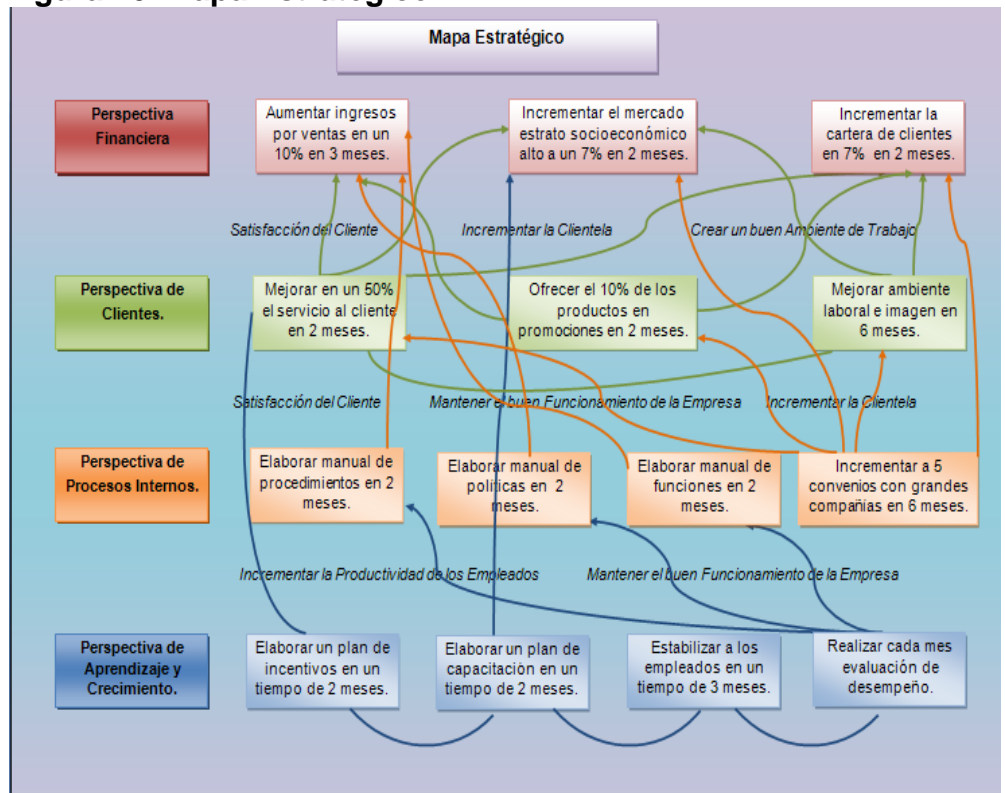 Mapa Estratégico
Perspectiva
Financiera
Aumentar ingresos
por ventas en un
10% en 3 meses.
Incrementar el mercado
estrato socioeconómico
alto a un 7% en 2 meses.
Incrementar la
cartera de clientes
en 7% en 2 meses.
Satisfacción del Cliente
Incrementar la Clientela
Crear un buen Ambiente de Trabajo
Perspectiva de
Clientes.
Mejorar en un 50%
el servicio al cliente
en 2 meses.
Ofrecer el 10% de los
productos en
promociones en 2 meses.
Mejorar ambiente
laboral e imagen en
6 meses.
Satisfacción del Cliente
Mantener el buen Funcionamiento de la Empresa
Incrementar la Clientela
Perspectiva de
Procesos Internos.
Elaborar manual de
procedimientos en 2
meses.
Elaborar manual de
políticas en 2
meses.
Elaborar manual de
funciones en 2
meses.
Incrementar a 5
convenios con grandes
compañías en 6 meses.
Incrementar la Productividad de los Empleados
Mantener el buen Funcionamiento de la Empresa
Perspectiva de
Aprendizaje y
Crecimiento.
Elaborar un plan de
incentivos en un
tiempo de 2 meses.
Elaborar un plan de
capacitación en un
tiempo de 2 meses.
Estabilizar a los
empleados en un
tiempo de 3 meses.
Realizar cada mes
evaluación de
desempeño.